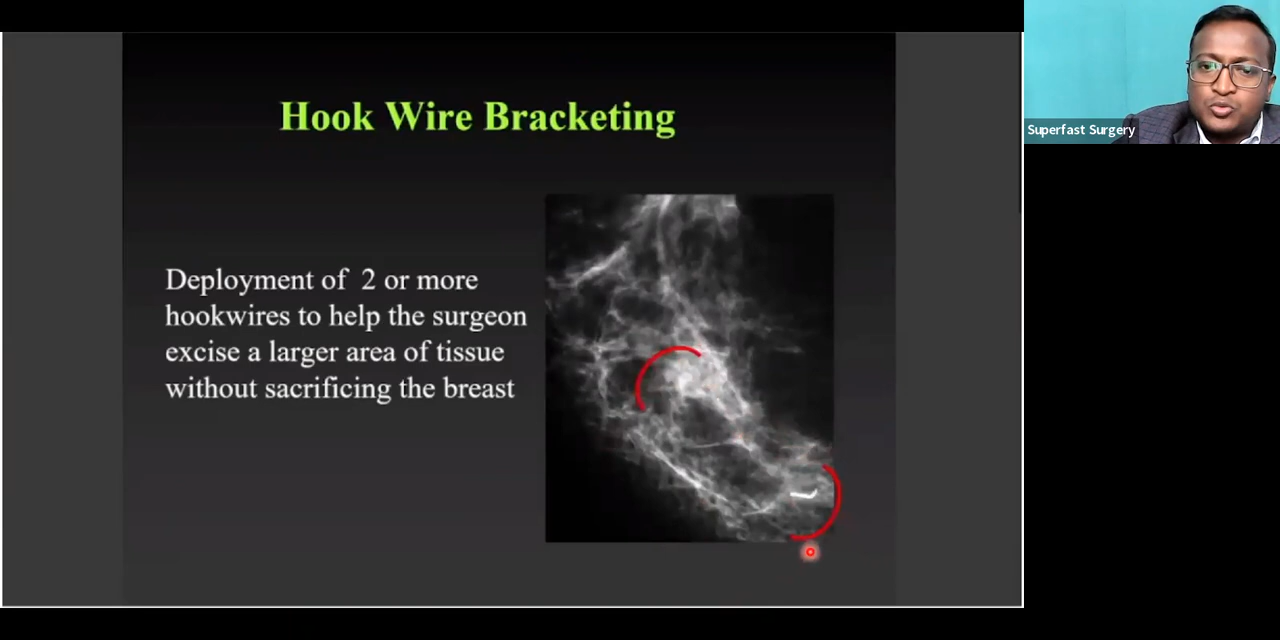 Hook Wire Bracketing
Deployment of 2 or more
hookwires to help the surgeon
excise a larger area of tissue
without sacrificing the breast
Superfast Surgery